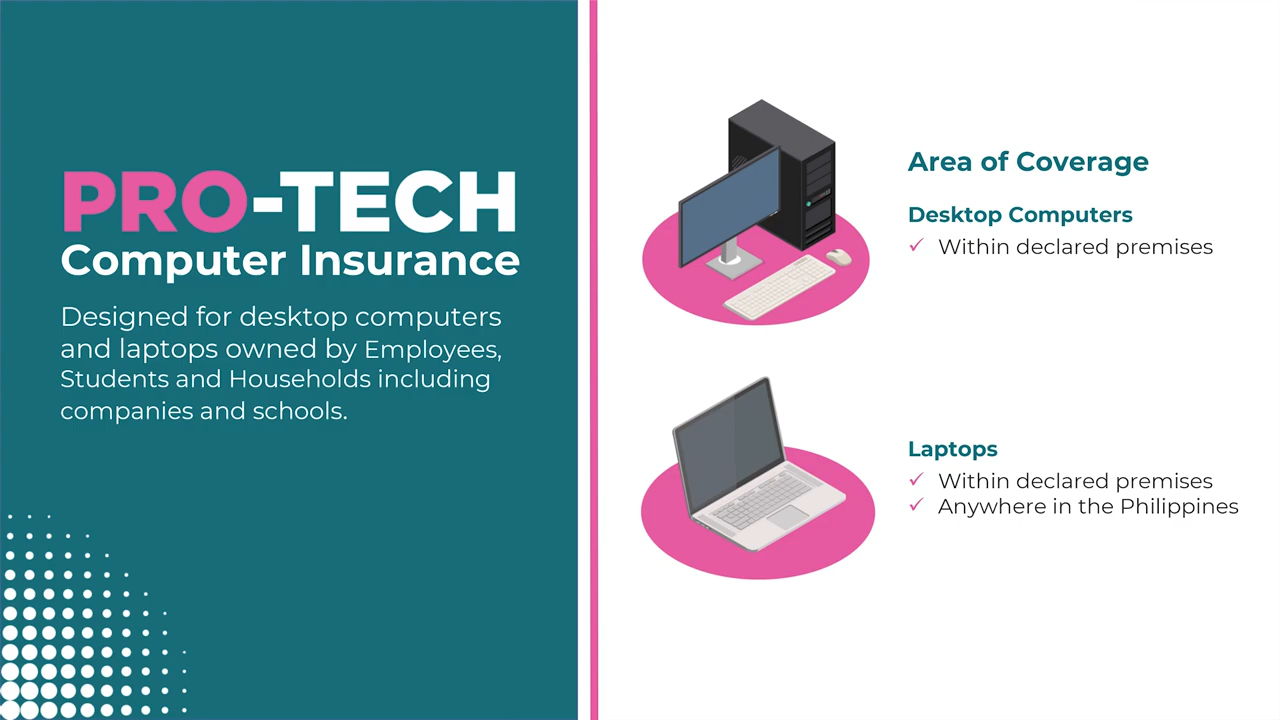 PRO-TECH
Computer Insurance
Designed for desktop computers
and laptops owned by Employees,
Students and Households including
companies and schools.
Area of Coverage
Desktop Computers
✓ Within declared premises
Laptops
✓ Within declared premises
✓ Anywhere in the Philippines